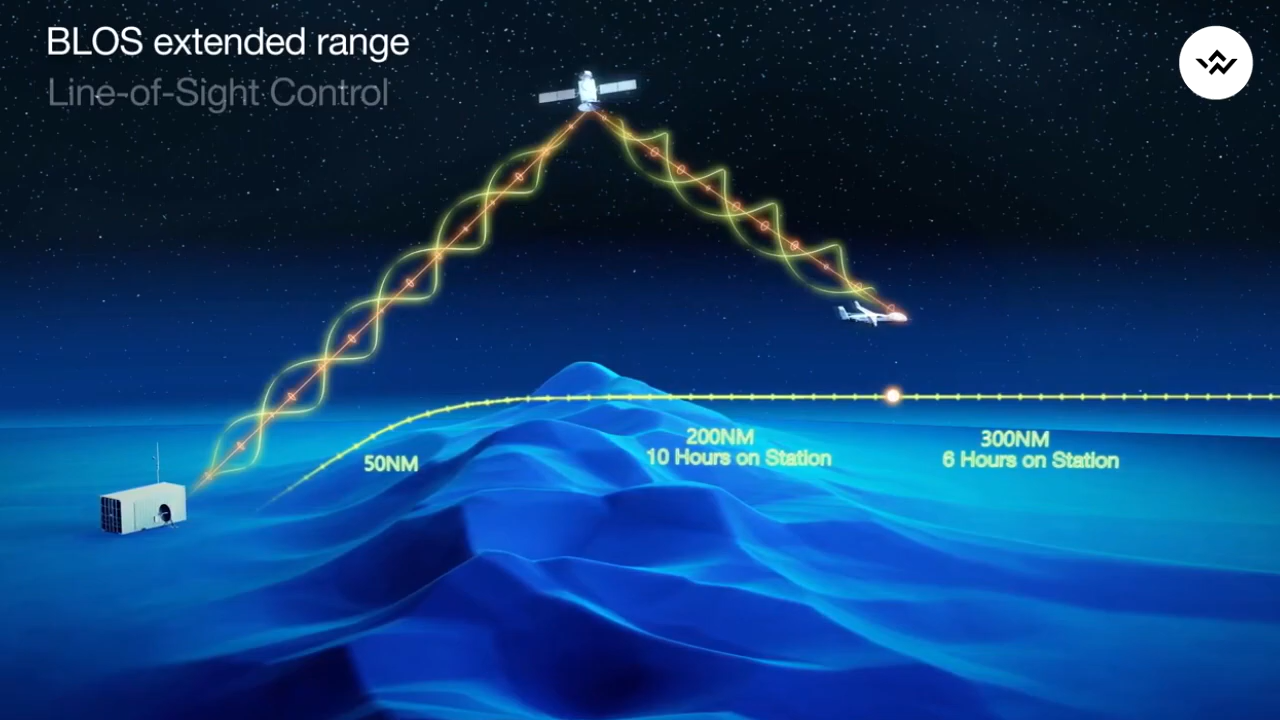 BLOS extended range
Line-of-Sight Control
50NM
200NM
10 Hours on Station
300NM
6 Hours on Station